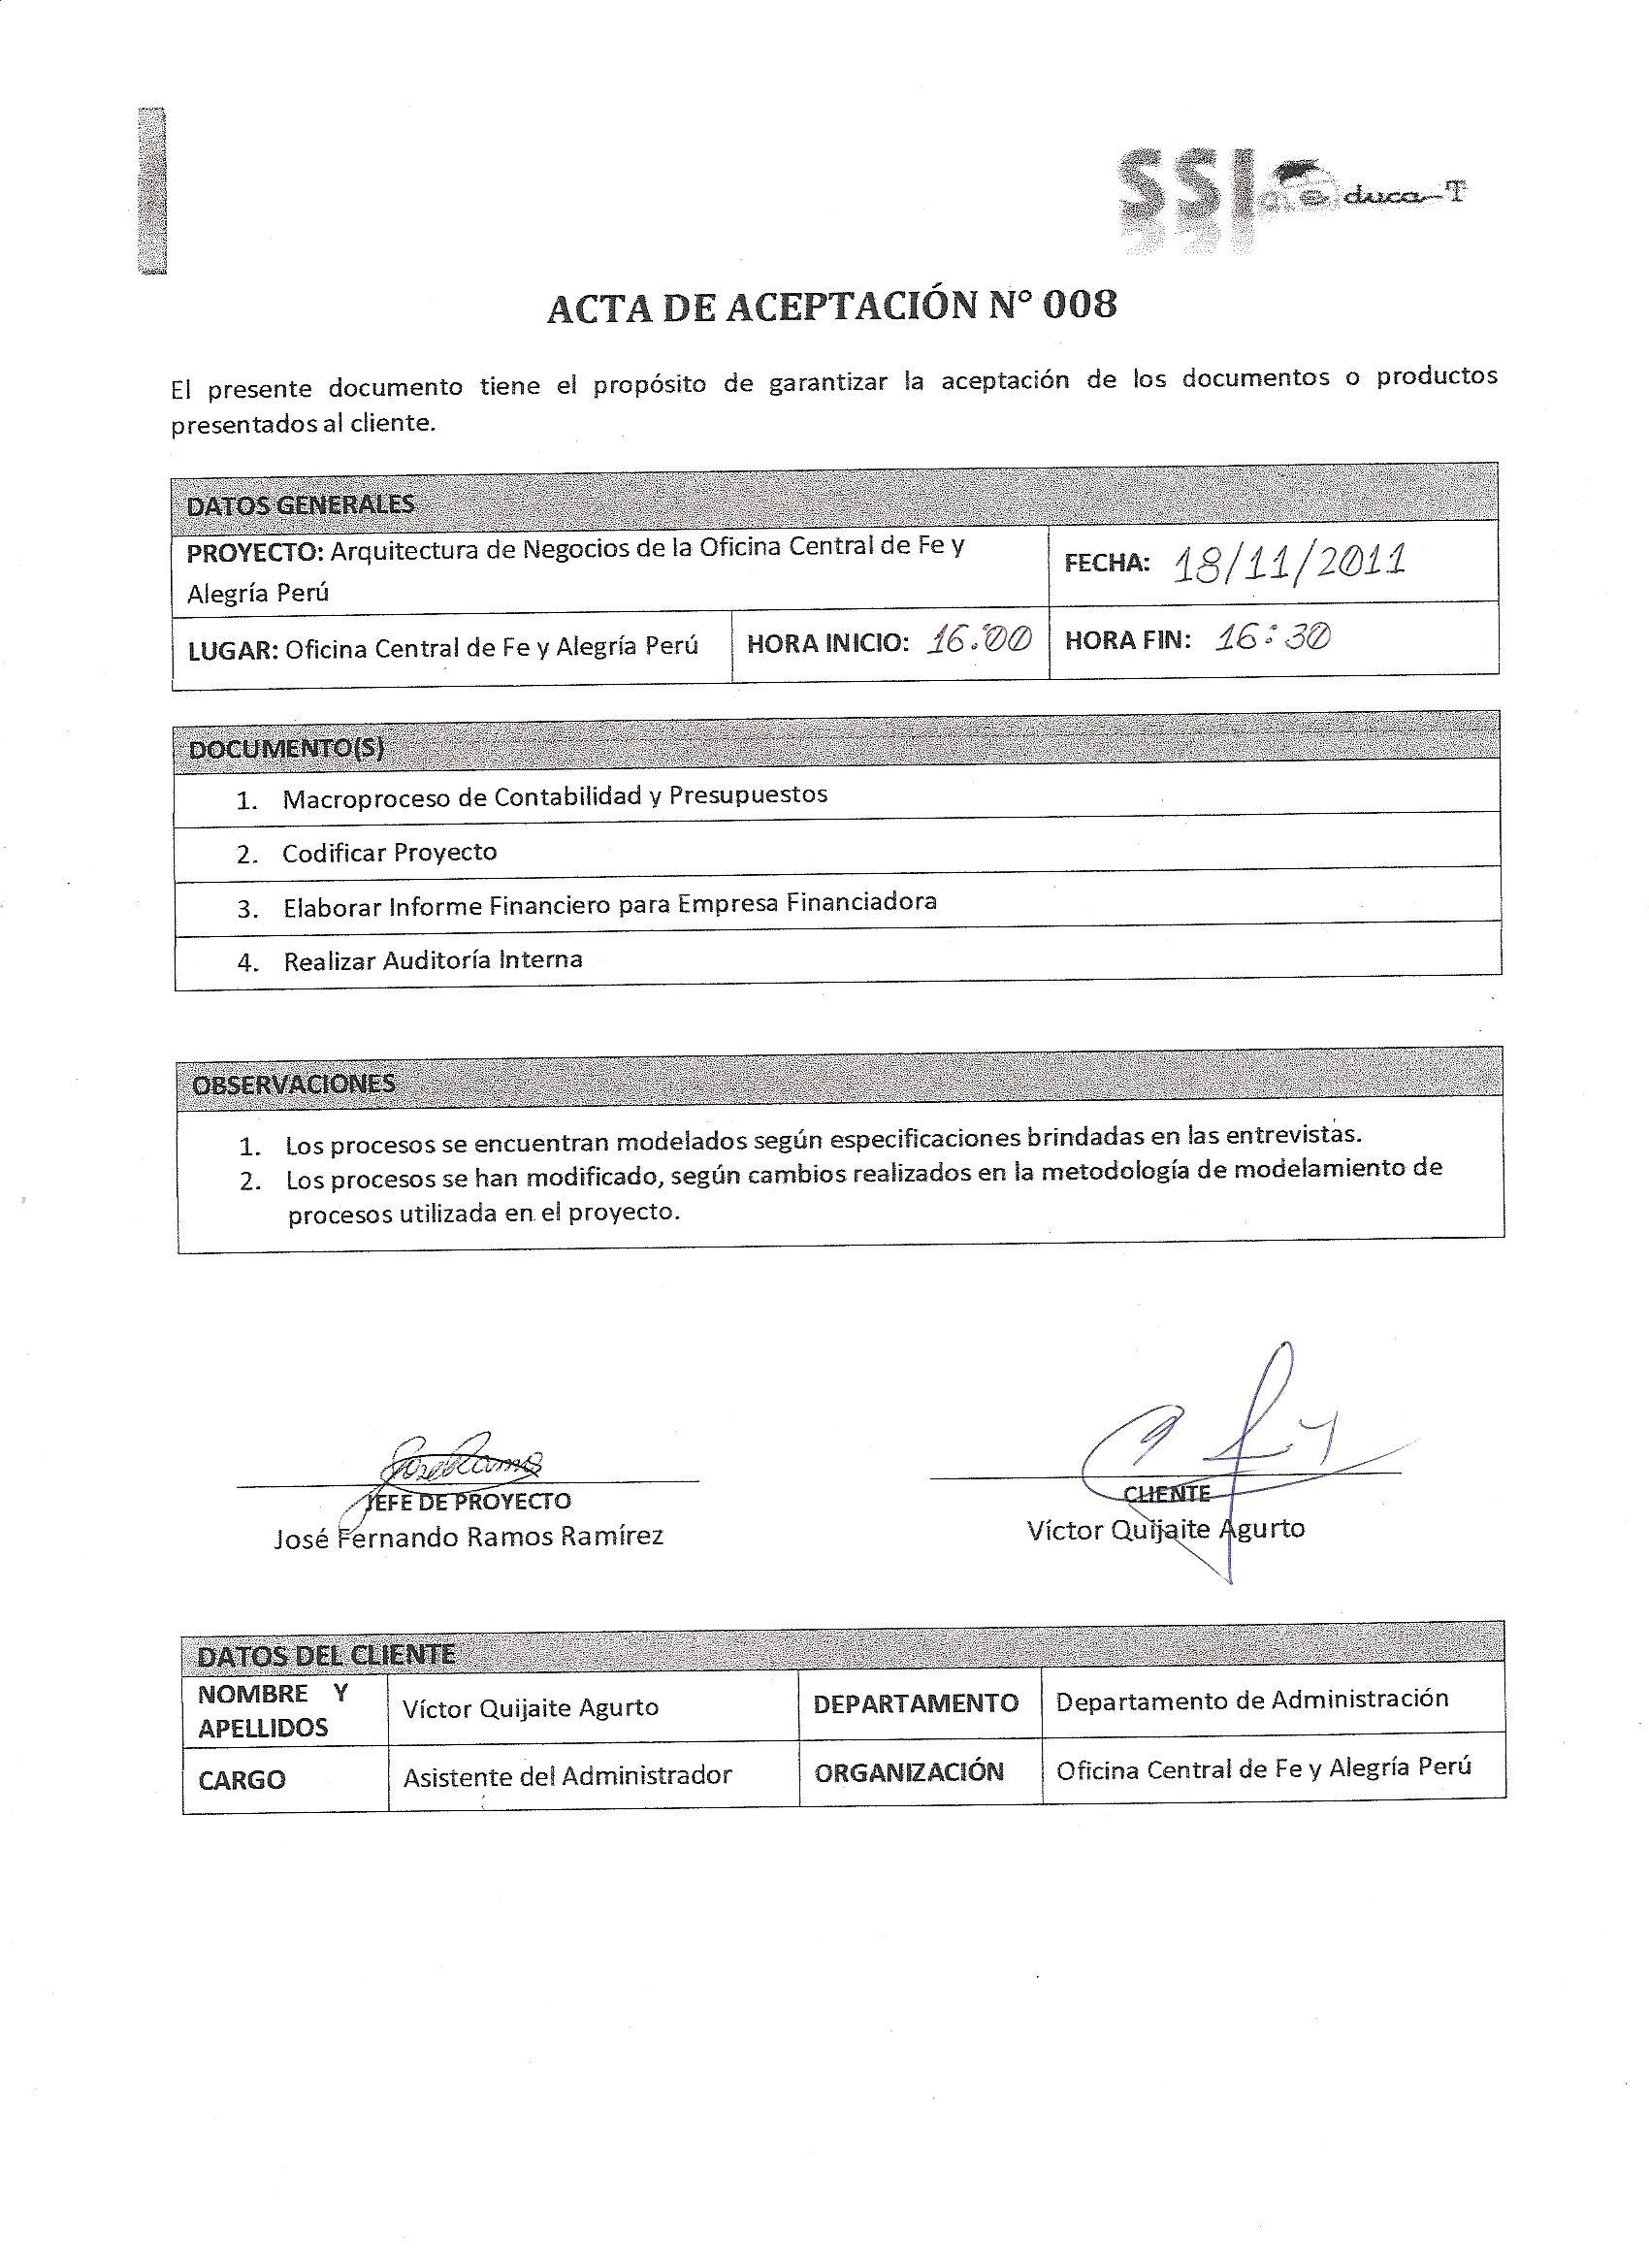 SSI educa-T
ACTA DE ACEPTACIÓN N° 008
El presente documento tiene el propósito de garantizar la aceptación de los documentos o productos
presentados al cliente.
DATOS GENERALES
PROYECTO: Arquitectura de Negocios de la Oficina Central de Fe y
Alegría Perú
FECHA: 18/11/2011
LUGAR: Oficina Central de Fe y Alegría Perú
HORA INICIO: 16:00
HORA FIN: 16:30
DOCUMENTO(S)
1. Macroproceso de Contabilidad y Presupuestos
2. Codificar Proyecto
3. Elaborar Informe Financiero para Empresa Financiadora
4. Realizar Auditoría Interna
OBSERVACIONES
1. Los procesos se encuentran modelados según especificaciones brindadas en las entrevistas.
2. Los procesos se han modificado, según cambios realizados en la metodología de modelamiento de
procesos utilizada en el proyecto.
José Ramos
JEFE DE PROYECTO
José Fernando Ramos Ramírez
CLIENTE
Víctor Quijaite Agurto
DATOS DEL CLIENTE
NOMBRE Y
APELLIDOS
Víctor Quijaite Agurto
DEPARTAMENTO
Departamento de Administración
CARGO
Asistente del Administrador
ORGANIZACIÓN
Oficina Central de Fe y Alegría Perú